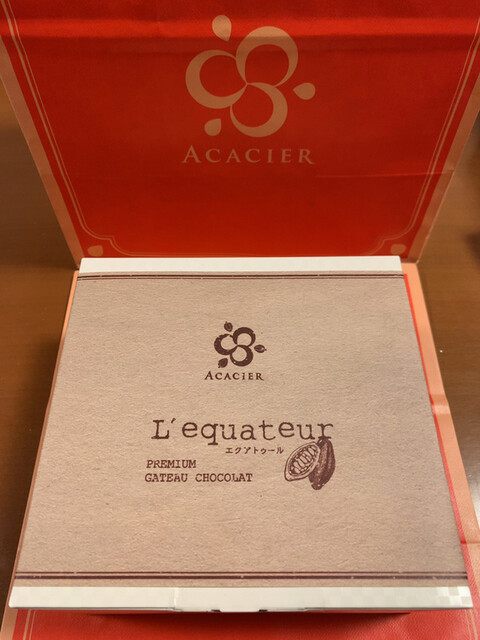 ACACIER
ACACIER
L'equateur
エクアトゥール
PREMIUM
GATEAU CHOCOLAT